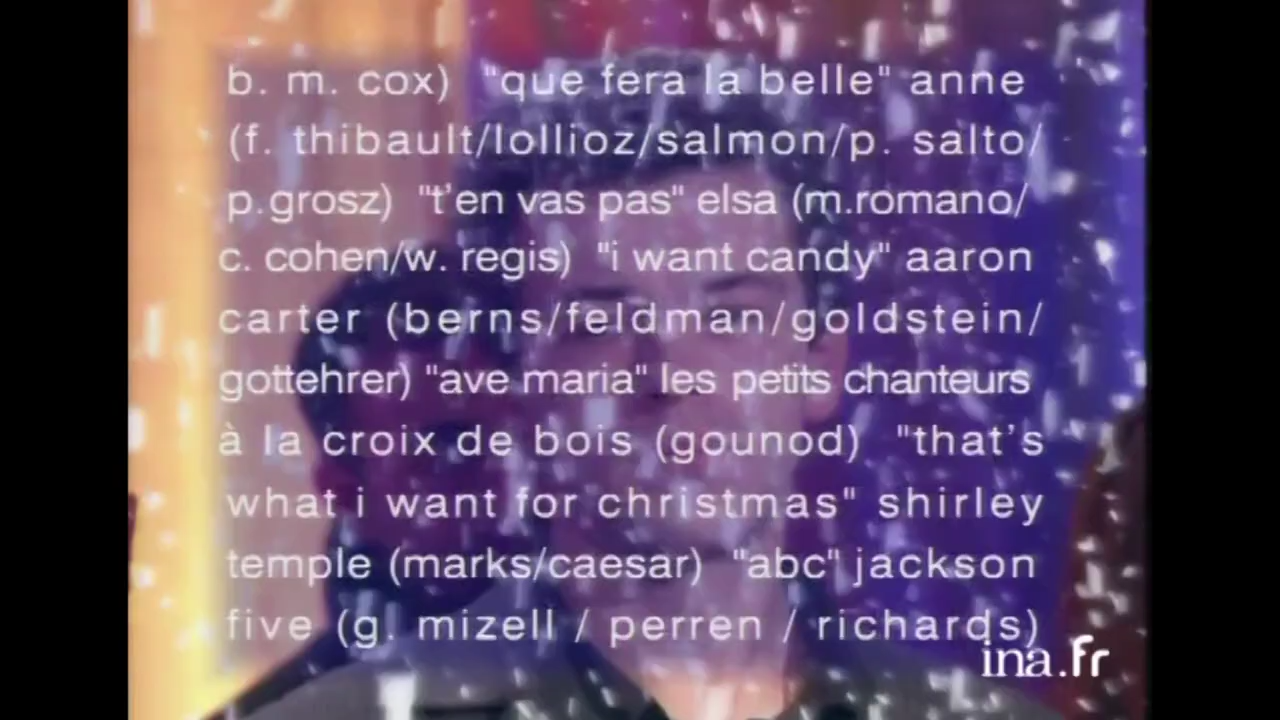 b. m. cox) "que fera la belle" anne
(f. thibault/lollioz/salmon/p. salto/
p.grosz) "t'en vas pas" elsa (m.romano/
c. cohen/w. regis) "i want candy" aaron
carter (berns/feldman/goldstein/
gottehrer) "ave maria" les petits chanteurs
à la croix de bois (gounod) "that's
what i want for christmas" shirley
temple (marks/caesar) "abc" jackson
five (g. mizell / perren / richards)
ina.fr